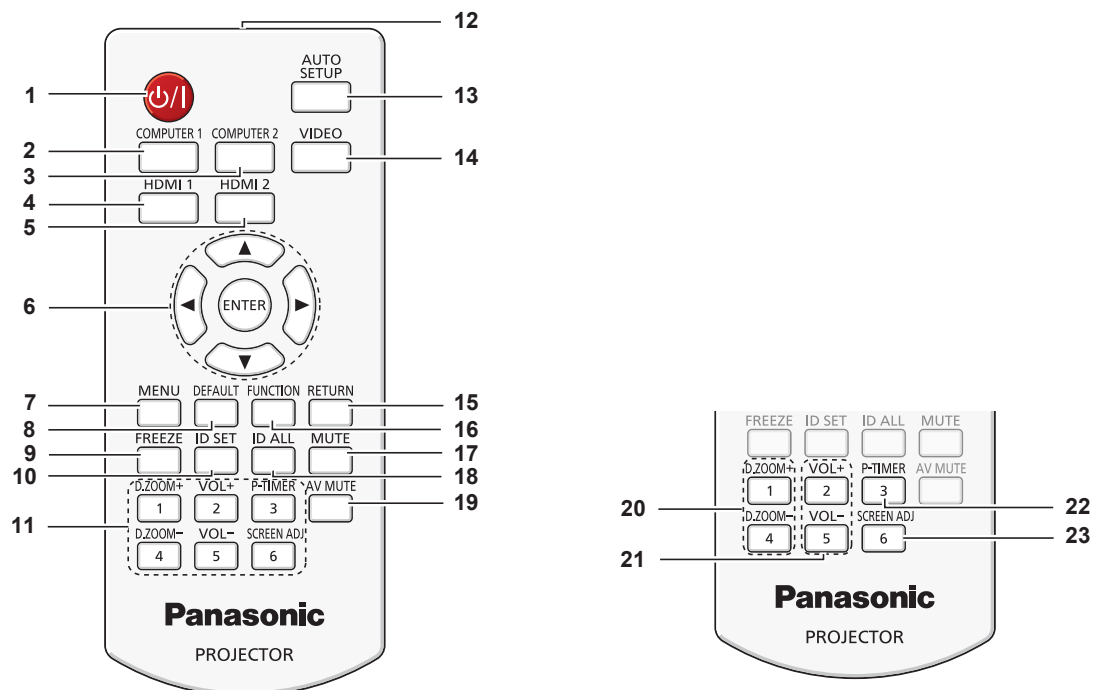 12
AUTO
SETUP
1
13
COMPUTER 1 COMPUTER 2 VIDEO
2
14
3
HDMI 1 HDMI 2
4
5
6
ENTER
MENU DEFAULT FUNCTION RETURN
7
15
8
16
FREEZE ID SET ID ALL MUTE
9
17
10
18
D.ZOOM+ VOL+ P-TIMER AV MUTE
19
1 2 3
11
D.ZOOM− VOL− SCREEN ADJ
4 5 6
Panasonic
PROJECTOR
FREEZE ID SET ID ALL MUTE
D.ZOOM+ VOL+ P-TIMER AV MUTE
1 2 3
20
22
D.ZOOM− VOL− SCREEN ADJ
4 5 6
23
21
Panasonic
PROJECTOR